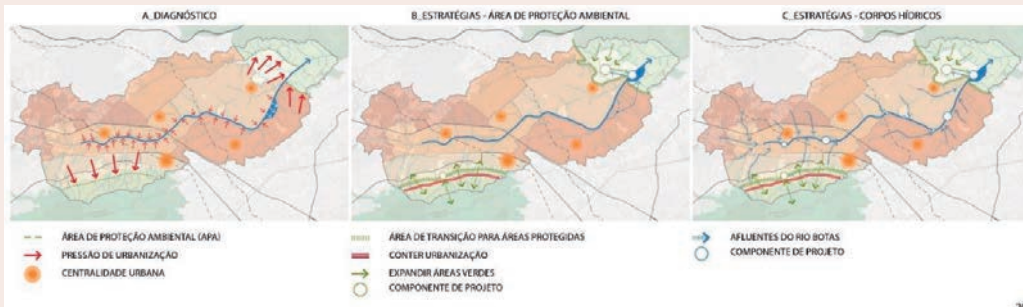 A_DIAGNÓSTICO
B_ESTRATÉGIAS - ÁREA DE PROTEÇÃO AMBIENTAL
C_ESTRATÉGIAS - CORPOS HÍDRICOS
ÁREA DE PROTEÇÃO AMBIENTAL (APA)
PRESSÃO DE URBANIZAÇÃO
CENTRALIDADE URBANA
ÁREA DE TRANSIÇÃO PARA ÁREAS PROTEGIDAS
CONTER URBANIZAÇÃO
EXPANDIR ÁREAS VERDES
COMPONENTE DE PROJETO
AFLUENTES DO RIO BOTAS
COMPONENTE DE PROJETO